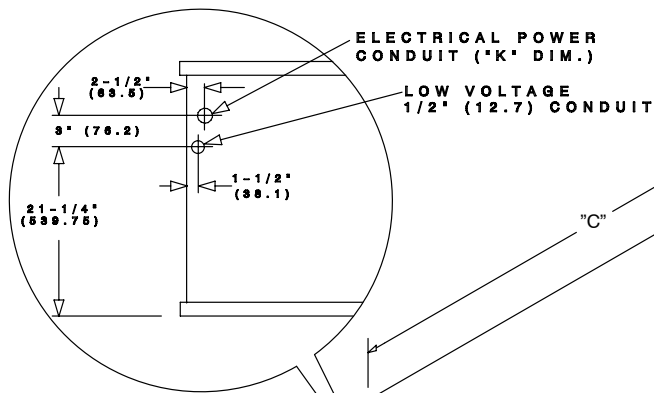 ELECTRICAL POWER
CONDUIT ("K" DIM.)
2-1/2"
(63.5)
LOW VOLTAGE
1/2" (12.7) CONDUIT
3" (76.2)
1-1/2"
(38.1)
21-1/4"
(539.75)
"C"